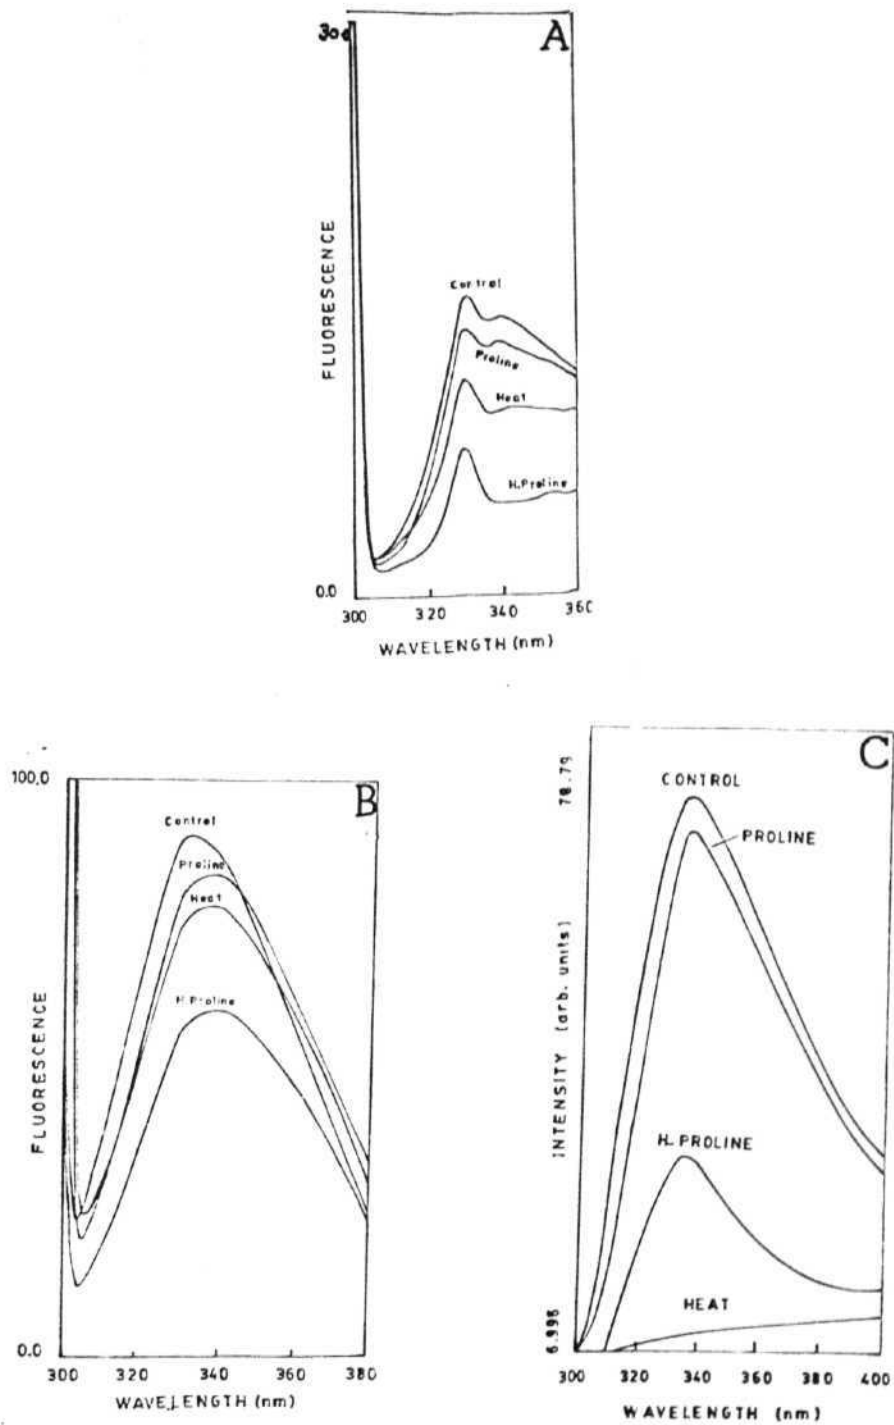 300
A
FLUORESCENCE
Control
Proline
Heat
H.Proline
0.0
300 320 340 360
WAVELENGTH (nm)
100.0
B
FLUORESCENCE
Control
Proline
Heat
H.Proline
0.0
300 320 340 360 380
WAVELENGTH (nm)
C
78.79
INTENSITY (arb. units)
CONTROL
PROLINE
H. PROLINE
HEAT
6.996
300 320 340 360 380 400
WAVELENGTH (nm)